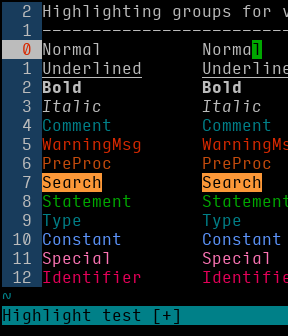 2 Highlighting groups for v
1 ---------------------------
0 Normal Normal
1 Underlined Underline
2 Bold Bold
3 Italic Italic
4 Comment Comment
5 WarningMsg WarningMs
6 PreProc PreProc
7 Search Search
8 Statement Statement
9 Type Type
10 Constant Constant
11 Special Special
12 Identifier Identifie
~
Highlight test [+]